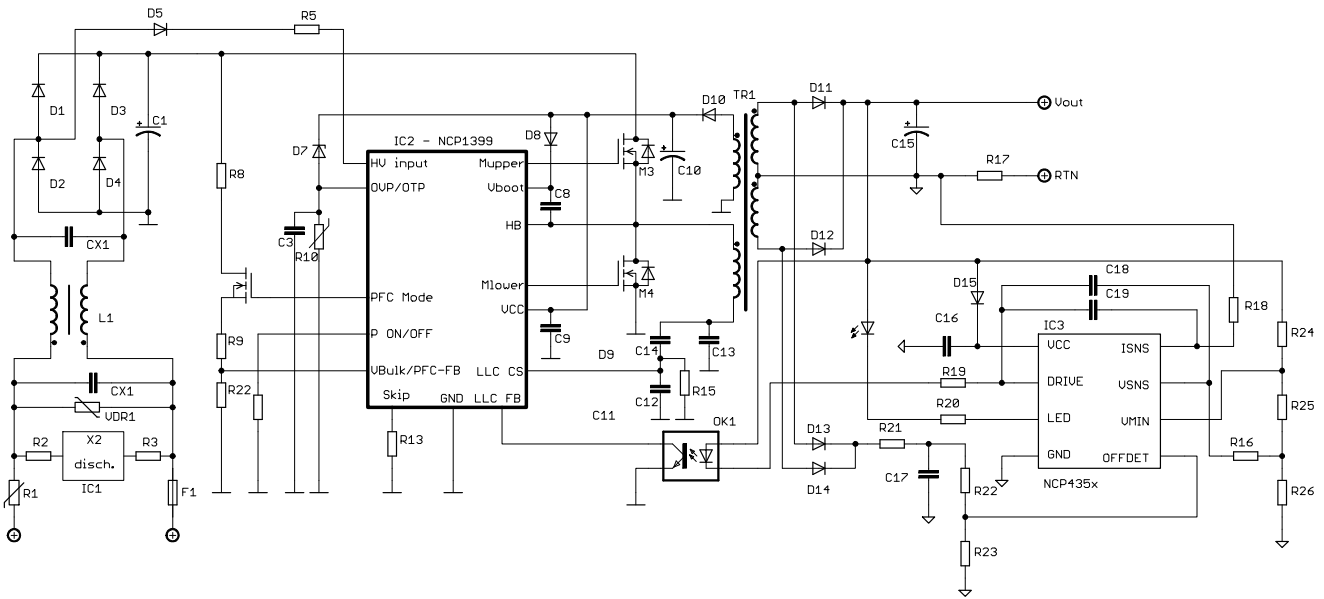 D5
R5
D1
D3
C1
D2
D4
CX1
L1
CX1
VDR1
R2
X2
disch.
IC1
R3
R1
F1
R8
R9
R22
D7
C3
R10
IC2 - NCP1399
HV input
OVP/OTP
PFC Mode
P ON/OFF
VBulk/PFC-FB
Skip
GND
LLC FB
Mupper
Vboot
HB
Mlower
VCC
LLC CS
R13
D8
C8
C9
M3
M4
C10
D10
TR1
D9
C14
C13
C12
C11
R15
OK1
D11
D12
C15
Vout
R17
RTN
D15
C18
C19
R18
C16
R19
R20
D13
D14
R21
C17
R22
R23
IC3
VCC
DRIVE
LED
GND
ISNS
VSNS
VMIN
OFFDET
NCP435x
R16
R24
R25
R26